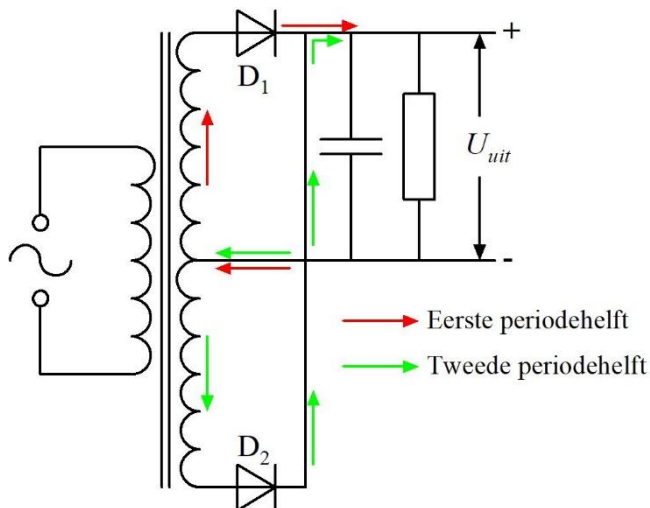 D1
+
Uuit
-
Eerste periodehelft
Tweede periodehelft
D2